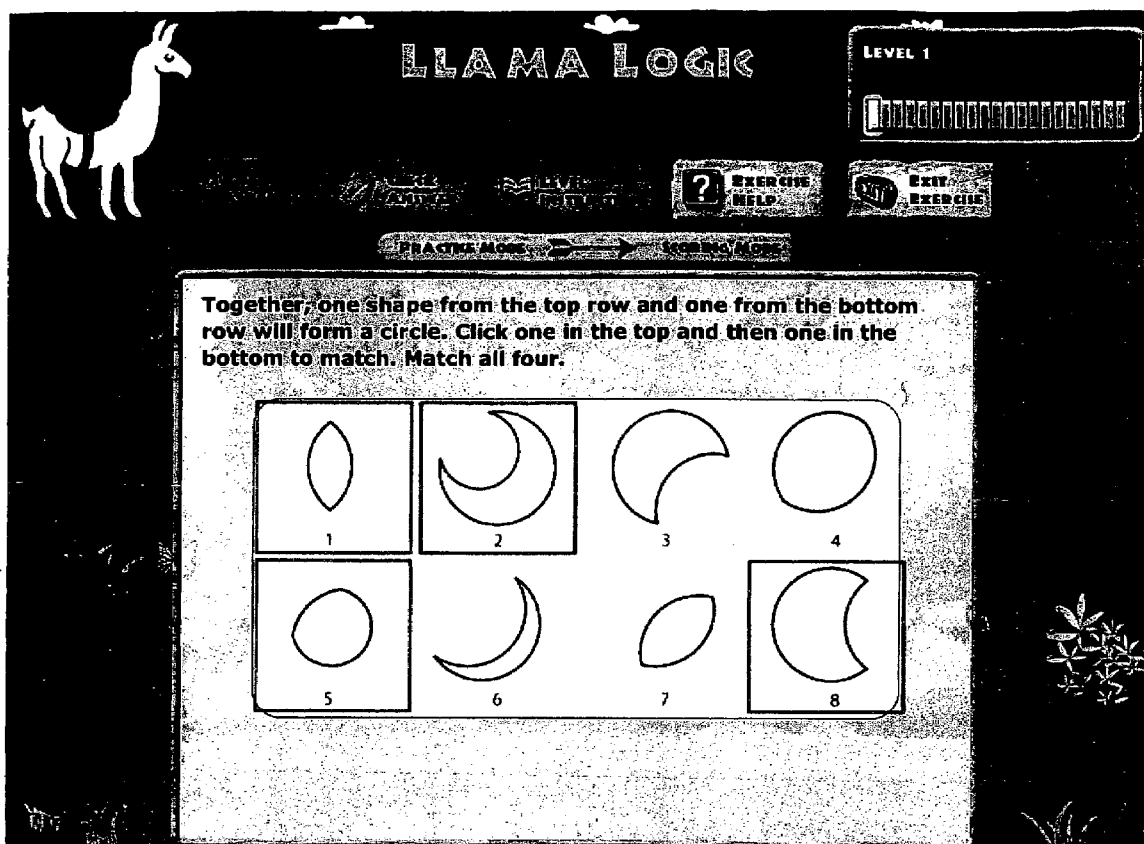 LLAMA LOGIC
LEVEL 1
EXERCISE
HELP
EXIT
EXIT
EXERCISE
PRACTICE MODE
SCORING MODE
Together, one shape from the top row and one from the bottom
row will form a circle. Click one in the top and then one in the
bottom to match. Match all four.
1 2 3 4
5 6 7 8